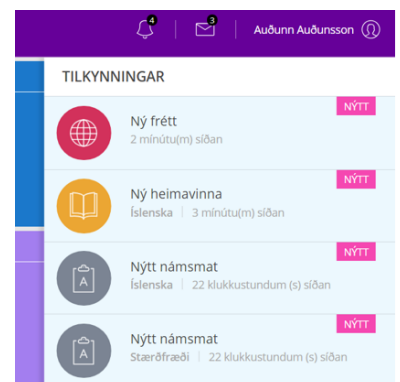 4
3
Auðunn Auðunsson
TILKYNNINGAR
NÝTT
Ný frétt
2 mínútu(m) síðan
NÝTT
Ný heimavinna
Íslenska | 3 mínútu(m) síðan
NÝTT
Nýtt námsmat
A
Íslenska | 22 klukkustundum (s) síðan
NÝTT
Nýtt námsmat
A
Stærðfræði | 22 klukkustundum (s) síðan